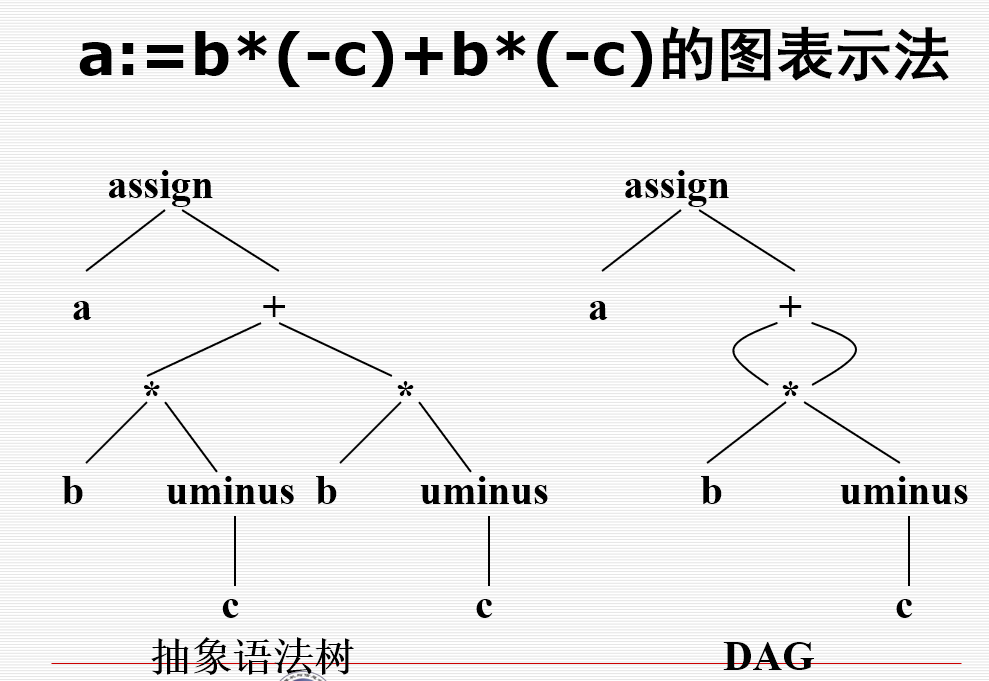 a:=b*(-c)+b*(-c)的图表示法
assign assign
a + a +
* * *
b uminus b uminus b uminus
c c c
抽象语法树 DAG